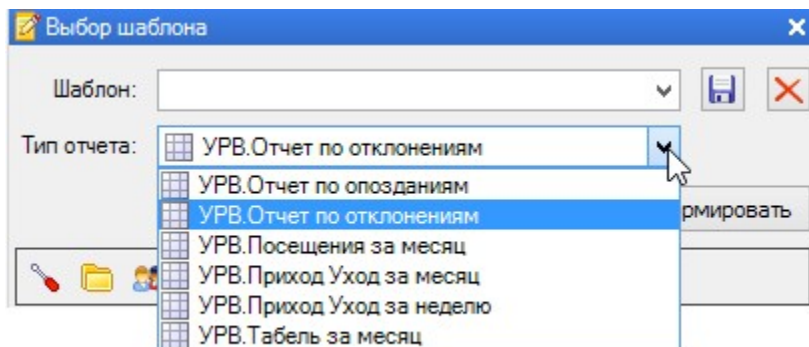 Выбор шаблона
Шаблон:
Тип отчета: УРВ.Отчет по отклонениям
УРВ.Отчет по опозданиям
УРВ.Отчет по отклонениям
рмировать
УРВ.Посещения за месяц
УРВ.Приход Уход за месяц
УРВ.Приход Уход за неделю
УРВ.Табель за месяц